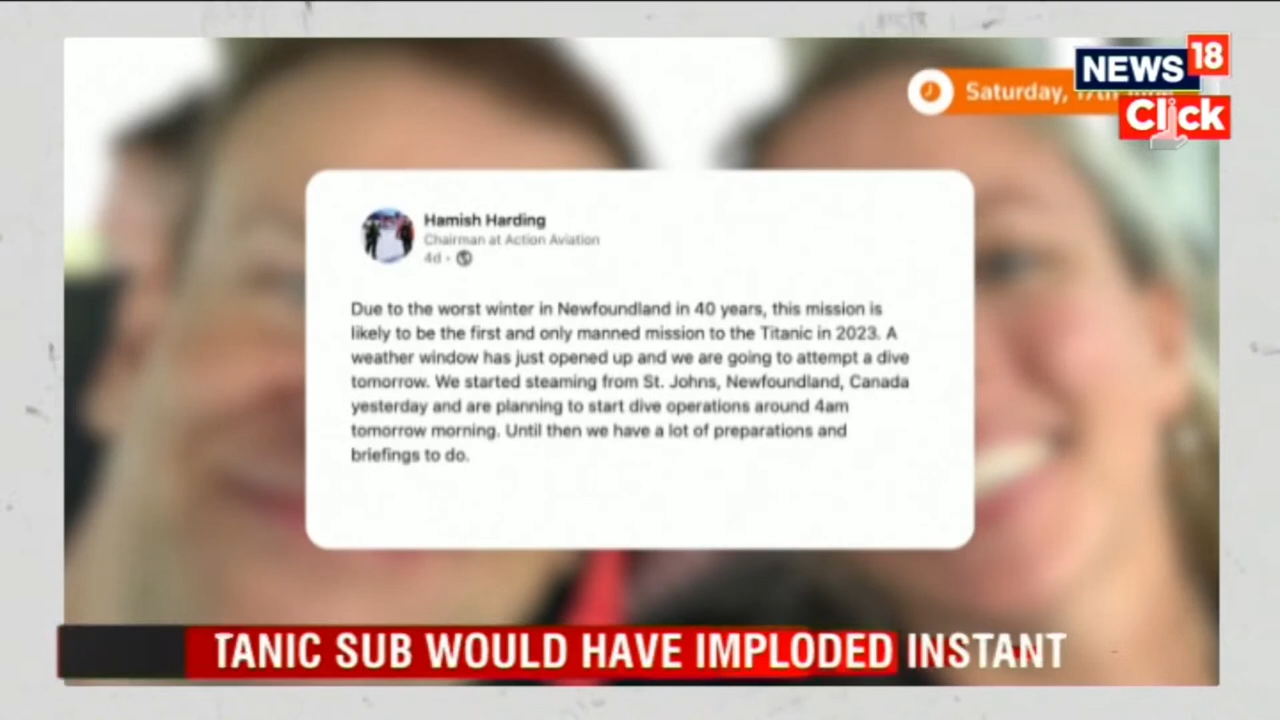 NEWS
18
Click
Saturday,
Hamish Harding
Chairman at Action Aviation
4d •
Due to the worst winter in Newfoundland in 40 years, this mission is
likely to be the first and only manned mission to the Titanic in 2023. A
weather window has just opened up and we are going to attempt a dive
tomorrow. We started steaming from St. Johns, Newfoundland, Canada
yesterday and are planning to start dive operations around 4am
tomorrow morning. Until then we have a lot of preparations and
briefings to do.
TANIC SUB WOULD HAVE IMPLODED INSTANT